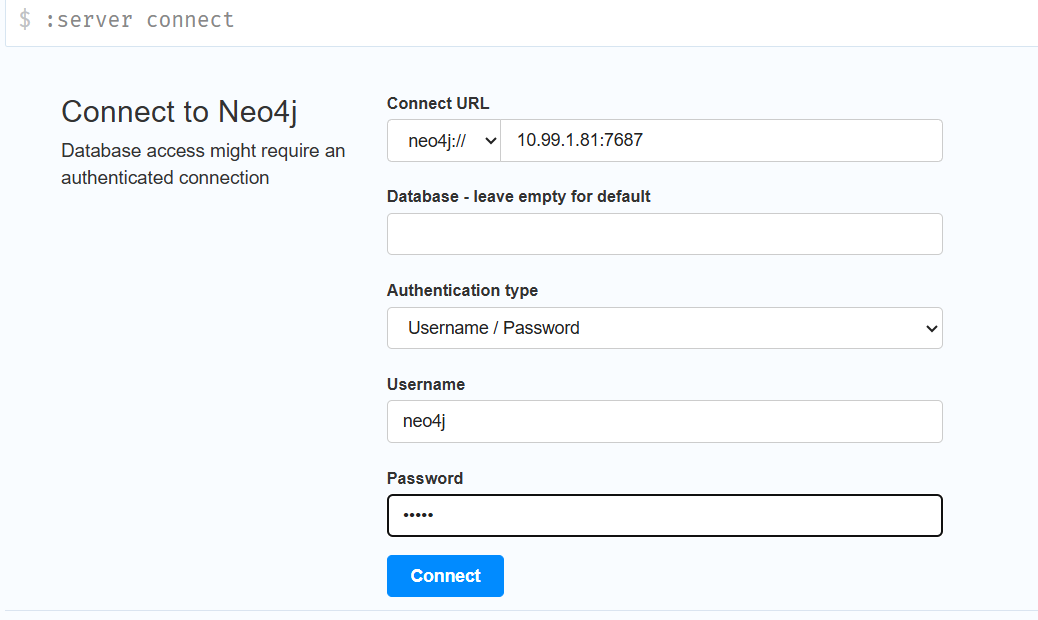 $ :server connect
Connect to Neo4j
Database access might require an
authenticated connection
Connect URL
neo4j://
10.99.1.81:7687
Database - leave empty for default
Authentication type
Username / Password
Username
neo4j
Password
•••••
Connect